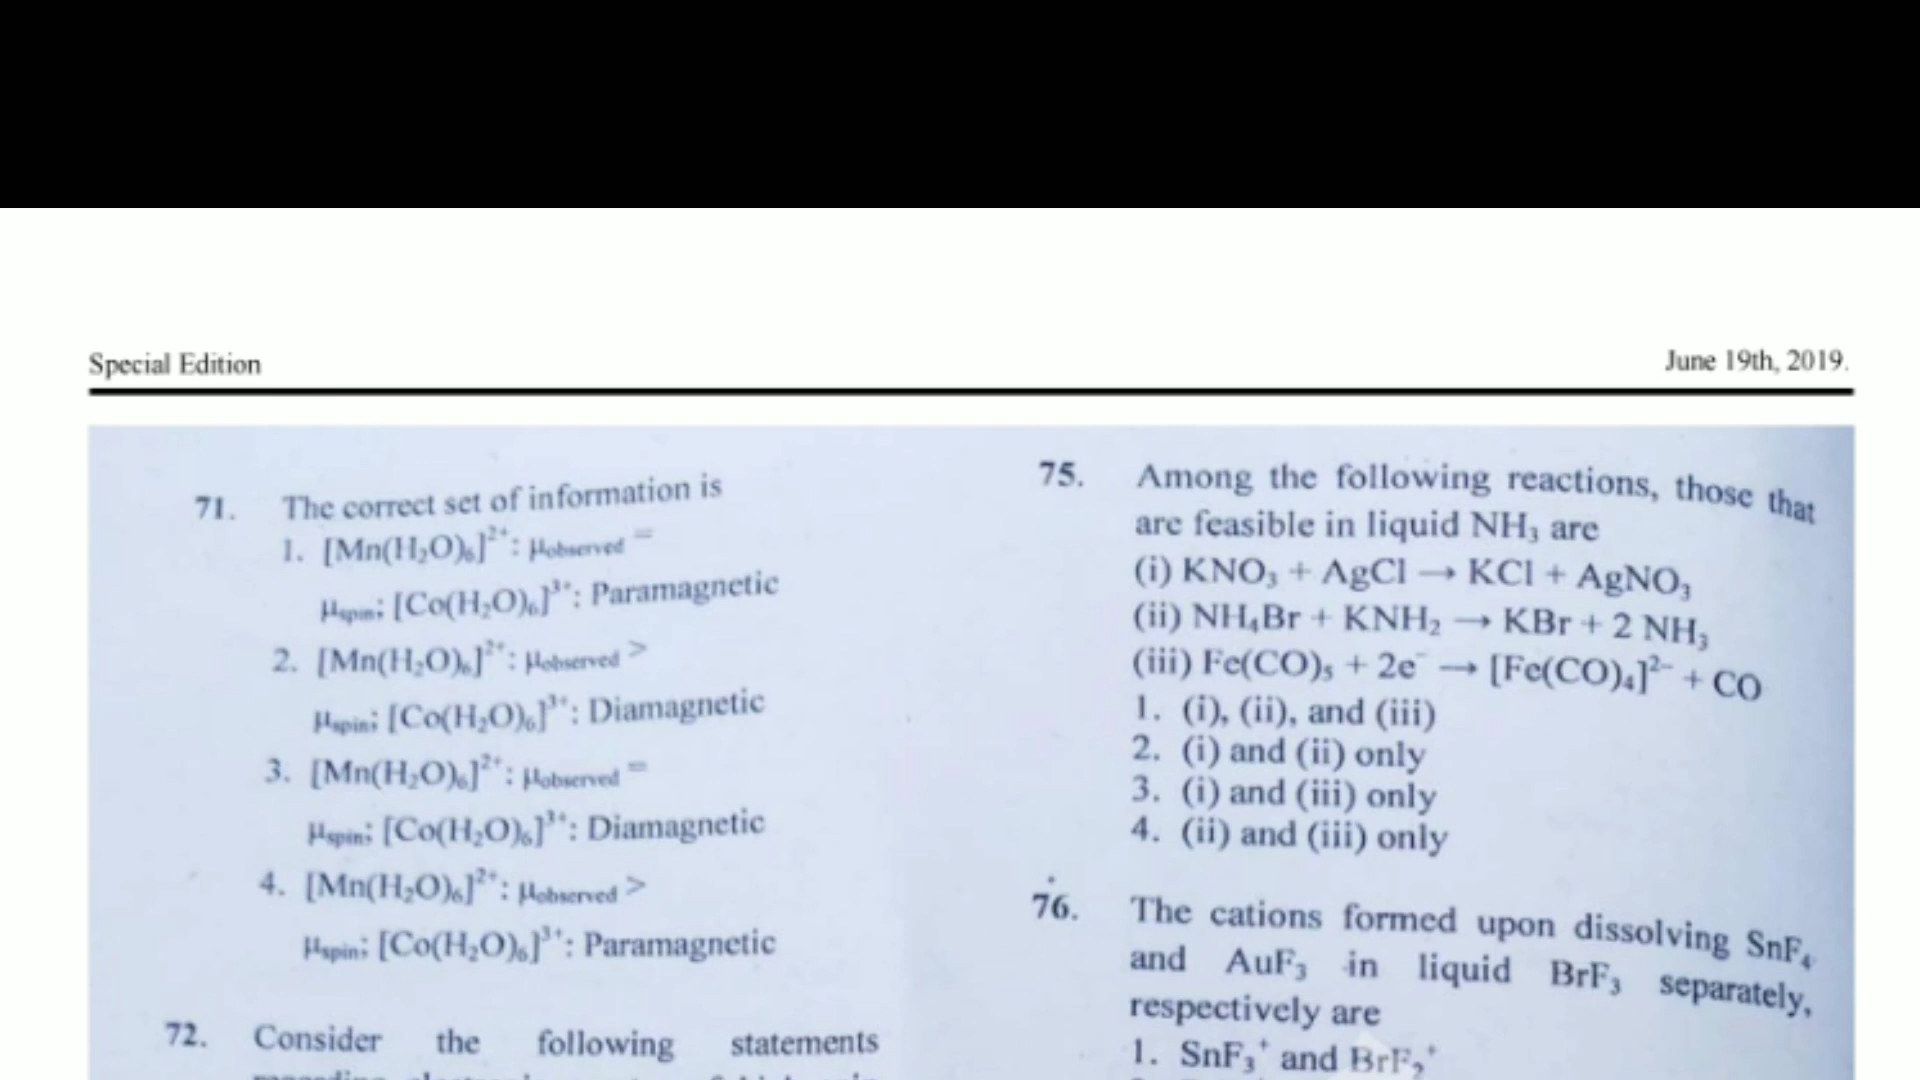 Special Edition
June 19th, 2019.
71. The correct set of information is
1. [Mn(H₂O)₆]²⁺: μobserved =
μspin; [Co(H₂O)₆]³⁺: Paramagnetic
2. [Mn(H₂O)₆]²⁺: μobserved >
μspin; [Co(H₂O)₆]³⁺: Diamagnetic
3. [Mn(H₂O)₆]²⁺: μobserved =
μspin; [Co(H₂O)₆]³⁺: Diamagnetic
4. [Mn(H₂O)₆]²⁺: μobserved >
μspin; [Co(H₂O)₆]³⁺: Paramagnetic
72. Consider the following statements
75. Among the following reactions, those that
are feasible in liquid NH₃ are
(i) KNO₃ + AgCl → KCl + AgNO₃
(ii) NH₄Br + KNH₂ → KBr + 2 NH₃
(iii) Fe(CO)₅ + 2e⁻ → [Fe(CO)₄]²⁻ + CO
1. (i), (ii), and (iii)
2. (i) and (ii) only
3. (i) and (iii) only
4. (ii) and (iii) only
76. The cations formed upon dissolving SnF₄
and AuF₃ in liquid BrF₃ separately,
respectively are
1. SnF₃⁺ and BrF₂⁺